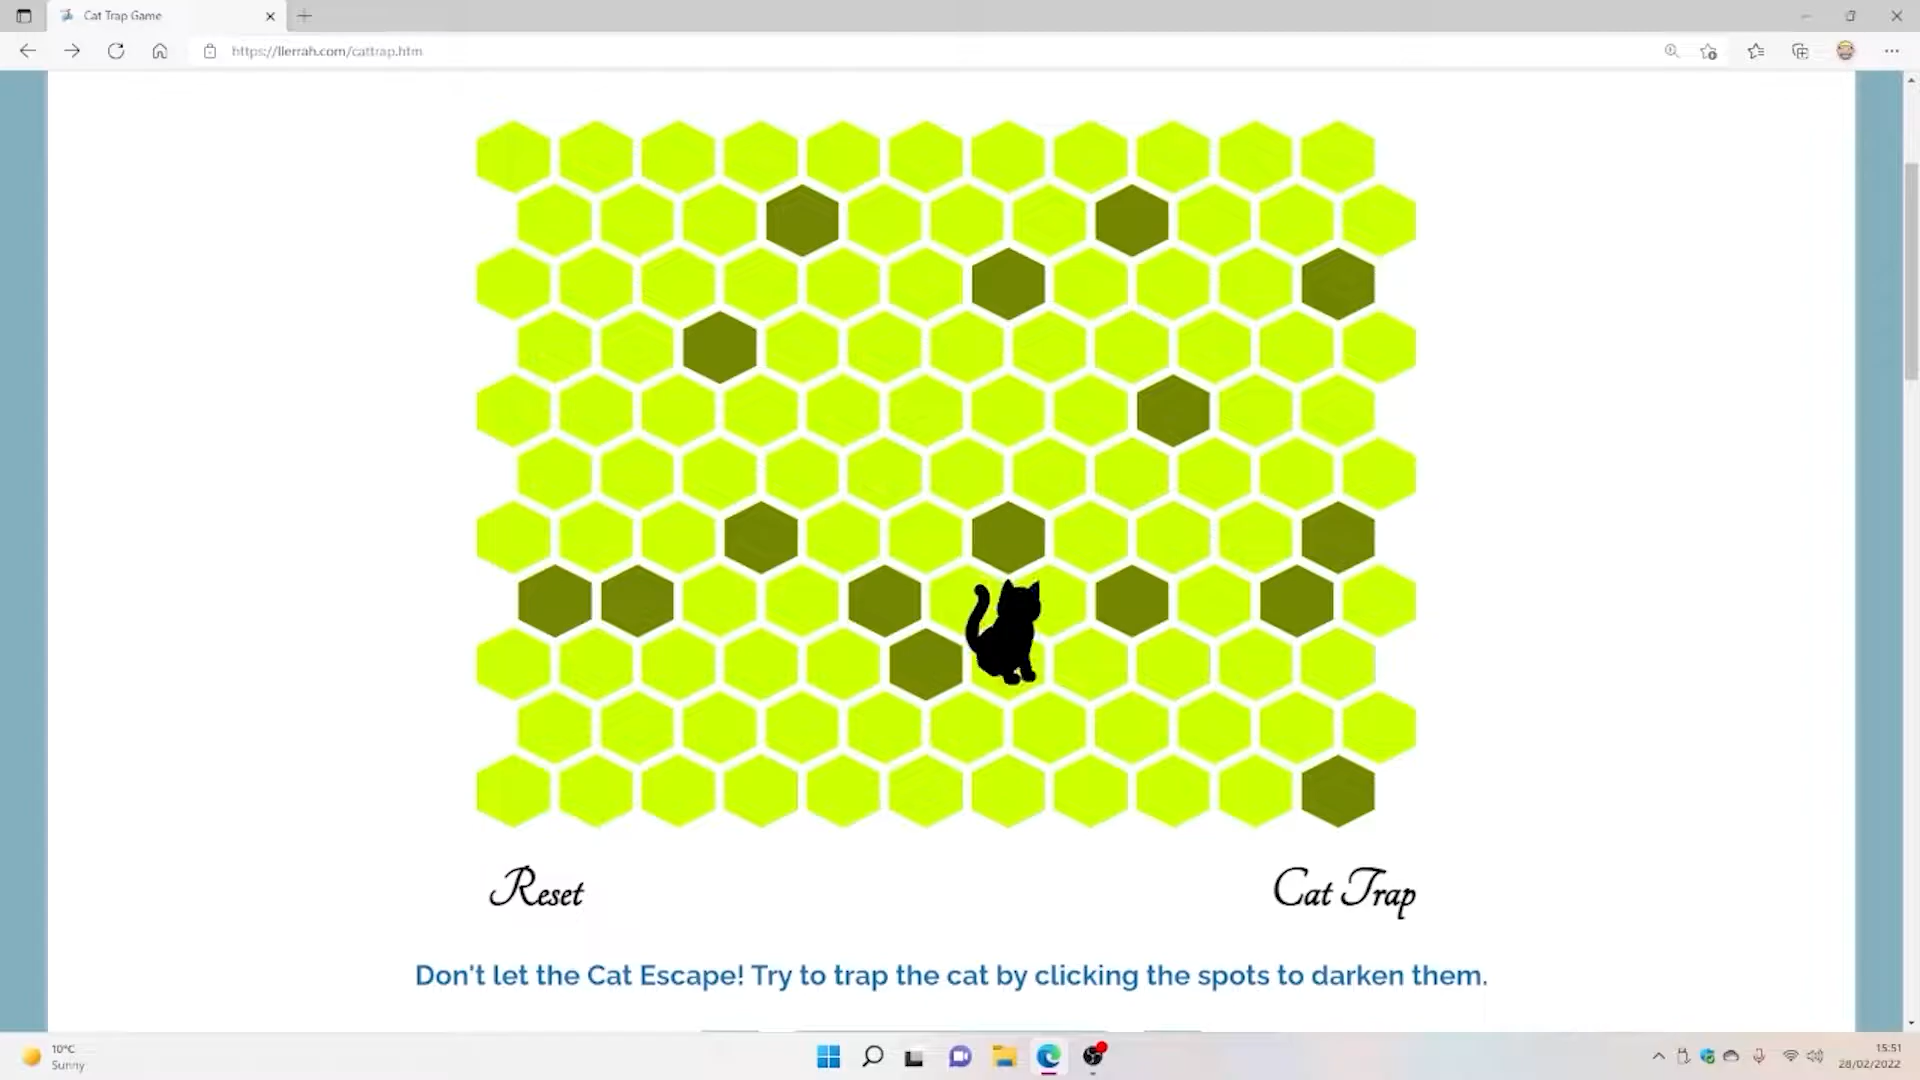 Cat Trap Game
https://llerrah.com/cattrap.htm
Reset
Cat Trap
Don't let the Cat Escape! Try to trap the cat by clicking the spots to darken them.
10°C
Sunny
15:51
28/02/2022